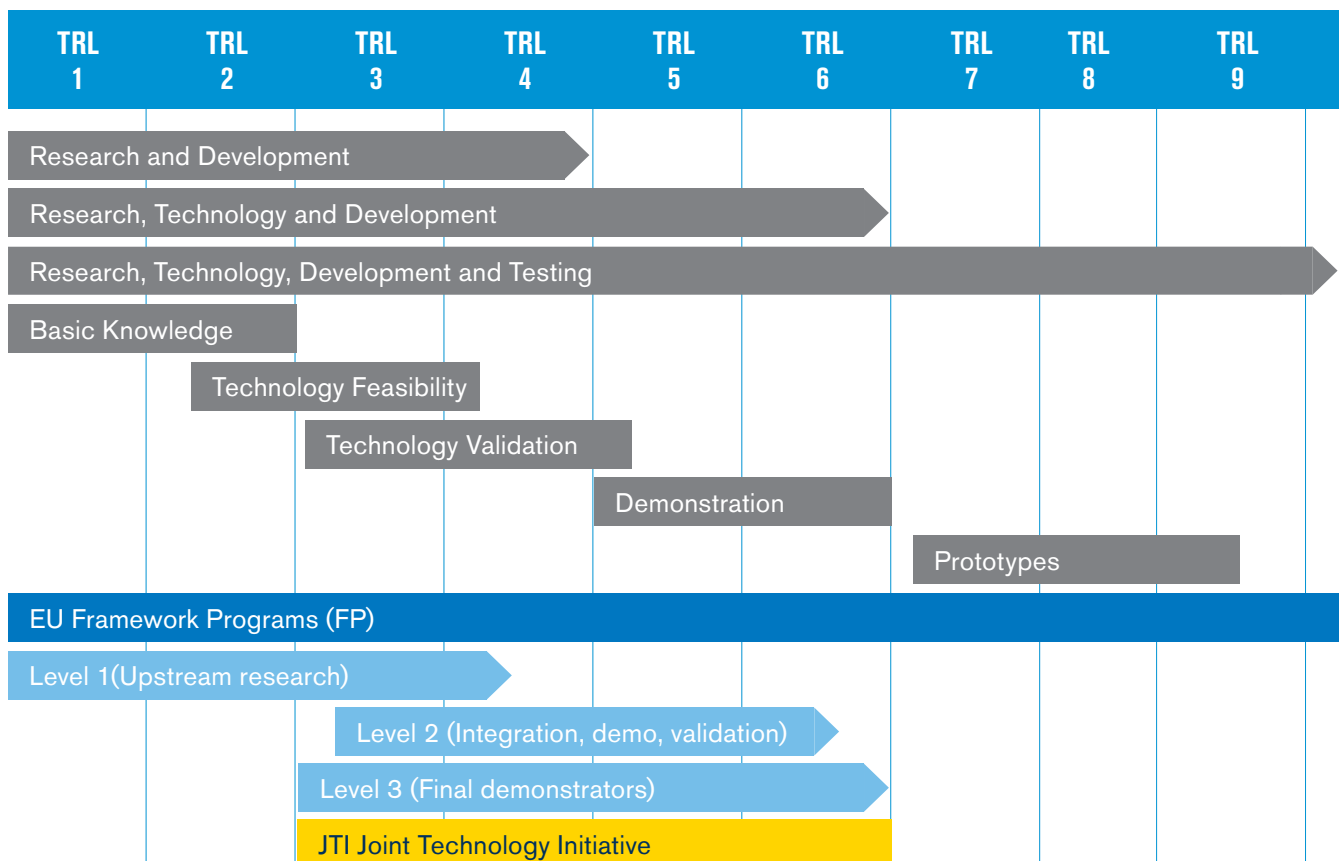 TRL TRL TRL TRL TRL TRL TRL TRL TRL
1 2 3 4 5 6 7 8 9
Research and Development
Research, Technology and Development
Research, Technology, Development and Testing
Basic Knowledge
Technology Feasibility
Technology Validation
Demonstration
Prototypes
EU Framework Programs (FP)
Level 1(Upstream research)
Level 2 (Integration, demo, validation)
Level 3 (Final demonstrators)
JTI Joint Technology Initiative